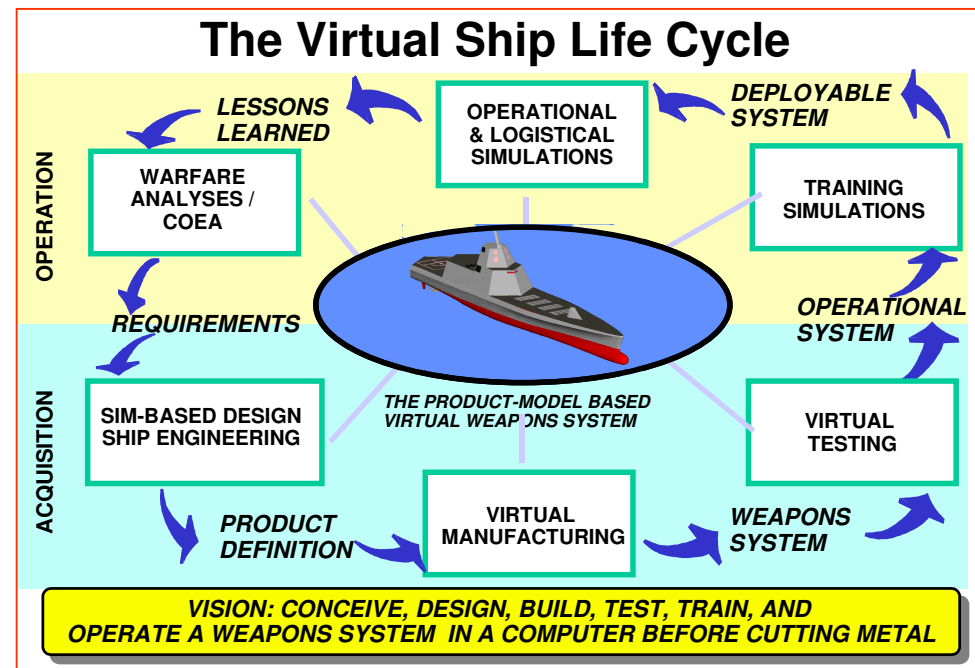 The Virtual Ship Life Cycle
LESSONS
LEARNED
OPERATIONAL
& LOGISTICAL
SIMULATIONS
DEPLOYABLE
SYSTEM
OPERATION
WARFARE
ANALYSES /
COEA
TRAINING
SIMULATIONS
REQUIREMENTS
OPERATIONAL
SYSTEM
ACQUISITION
SIM-BASED DESIGN
SHIP ENGINEERING
THE PRODUCT-MODEL BASED
VIRTUAL WEAPONS SYSTEM
VIRTUAL
TESTING
PRODUCT
DEFINITION
VIRTUAL
MANUFACTURING
WEAPONS
SYSTEM
VISION: CONCEIVE, DESIGN, BUILD, TEST, TRAIN, AND
OPERATE A WEAPONS SYSTEM IN A COMPUTER BEFORE CUTTING METAL